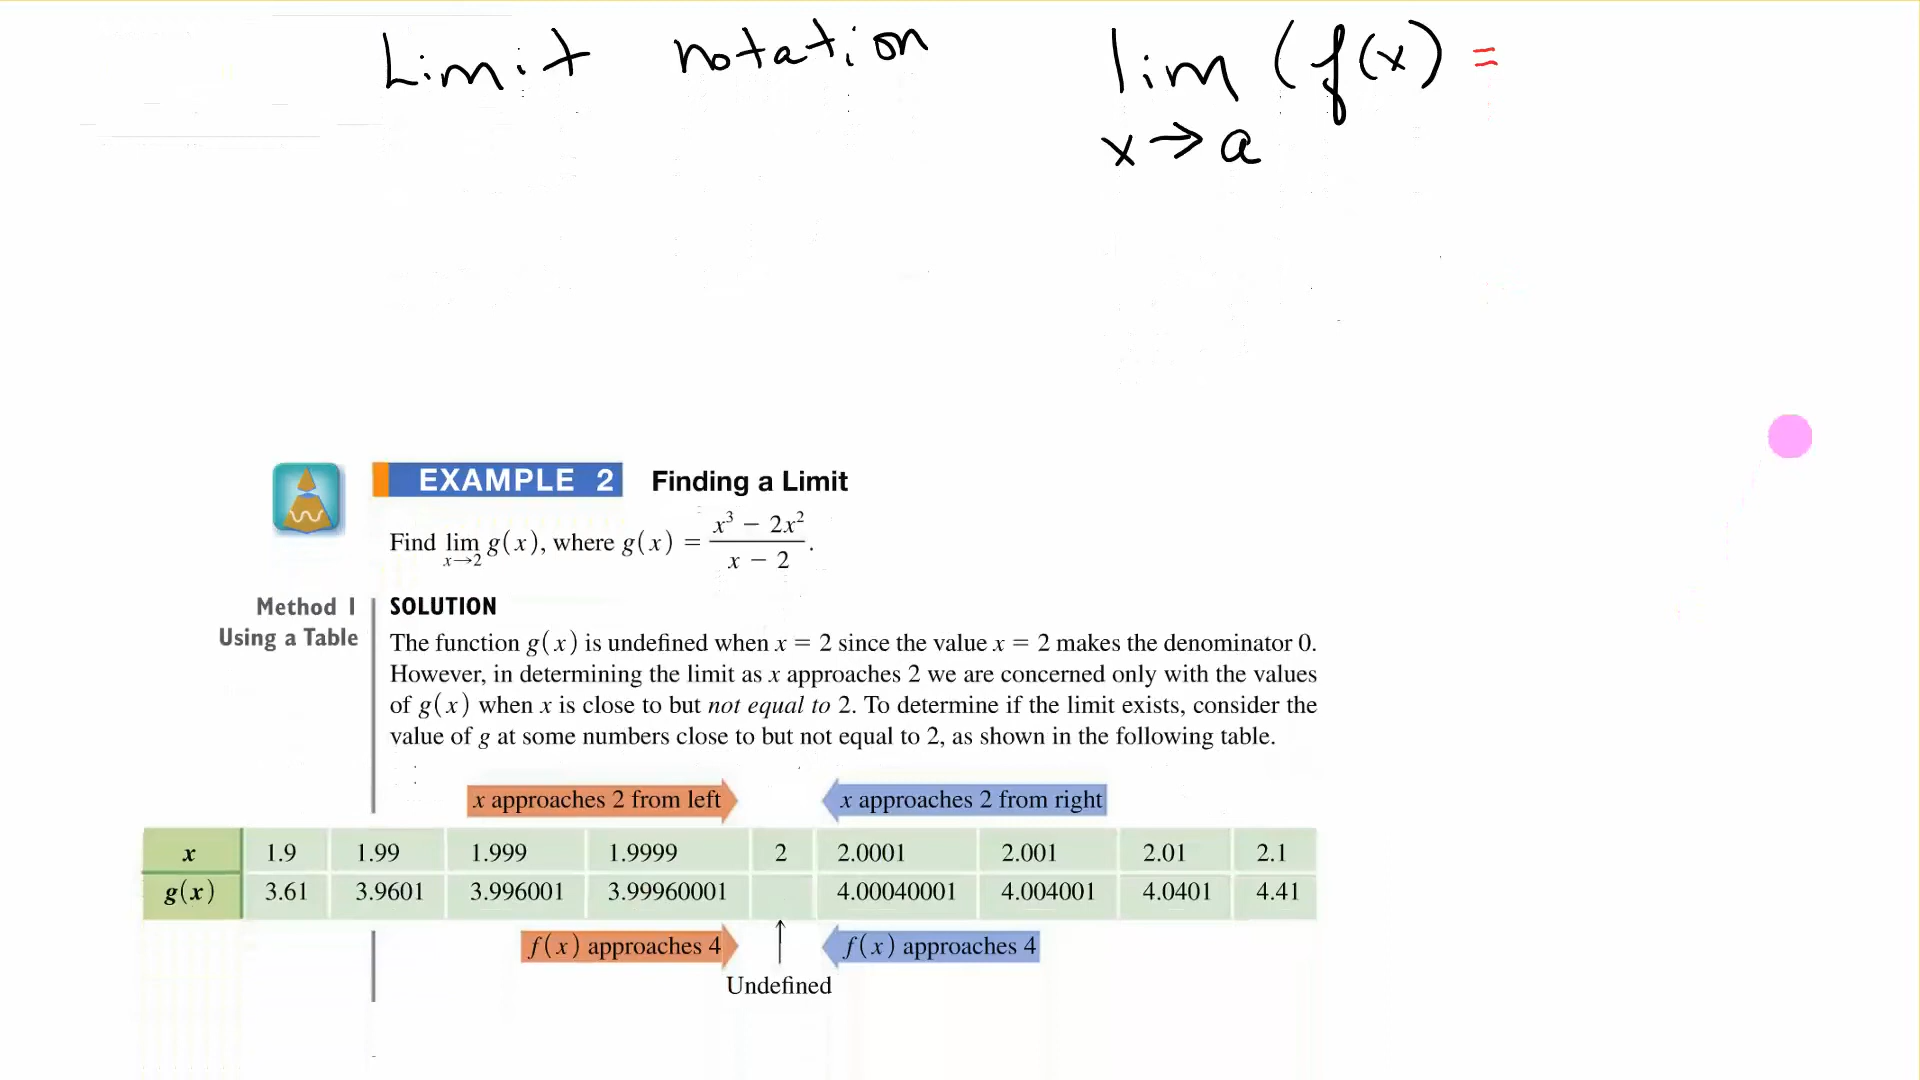 Limit notation lim (f(x) =
x → a
EXAMPLE 2 Finding a Limit
Find lim x→2 g(x), where g(x) = (x³ − 2x²)/(x − 2).
Method 1
Using a Table
SOLUTION
The function g(x) is undefined when x = 2 since the value x = 2 makes the denominator 0.
However, in determining the limit as x approaches 2 we are concerned only with the values
of g(x) when x is close to but not equal to 2. To determine if the limit exists, consider the
value of g at some numbers close to but not equal to 2, as shown in the following table.
x approaches 2 from left x approaches 2 from right
x 1.9 1.99 1.999 1.9999 2 2.0001 2.001 2.01 2.1
g(x) 3.61 3.9601 3.996001 3.99960001 4.00040001 4.004001 4.0401 4.41
f(x) approaches 4 f(x) approaches 4
Undefined